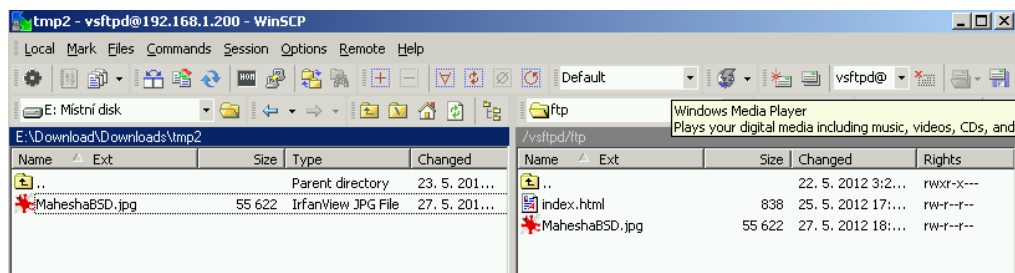 tmp2 - vsftpd@192.168.1.200 - WinSCP
Local Mark Files Commands Session Options Remote Help
Default vsftpd@
E: Místní disk ftp
Windows Media Player
Plays your digital media including music, videos, CDs, and
E:\Download\Downloads\tmp2 /vsftpd/ftp
Name Ext Size Type Changed Name Ext Size Changed Rights
.. Parent directory 23. 5. 201... .. 22. 5. 2012 3:2... rwxr-x---
MaheshaBSD.jpg 55 622 IrfanView JPG File 27. 5. 201... index.html 838 25. 5. 2012 17:... rw-r--r--
MaheshaBSD.jpg 55 622 27. 5. 2012 18:... rw-r--r--